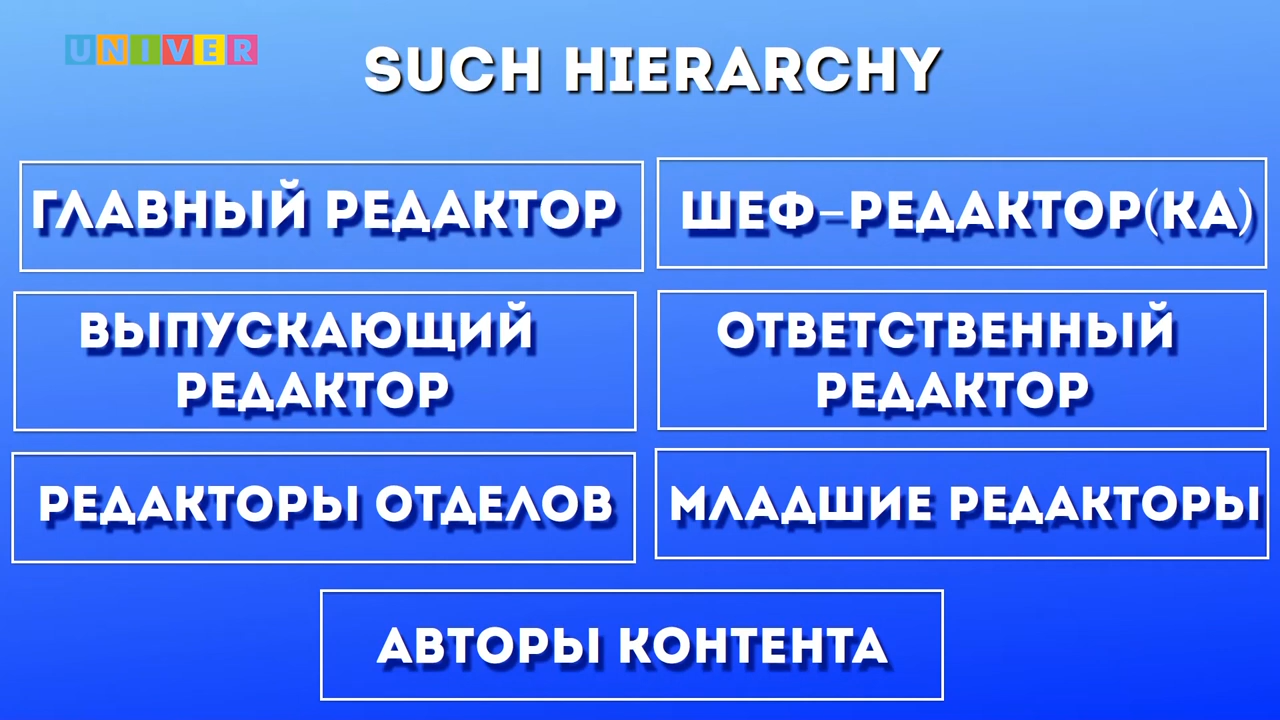 UNIVER
SUCH HIERARCHY
ГЛАВНЫЙ РЕДАКТОР
ШЕФ-РЕДАКТОР(КА)
ВЫПУСКАЮЩИЙ
РЕДАКТОР
ОТВЕТСТВЕННЫЙ
РЕДАКТОР
РЕДАКТОРЫ ОТДЕЛОВ
МЛАДШИЕ РЕДАКТОРЫ
АВТОРЫ КОНТЕНТА